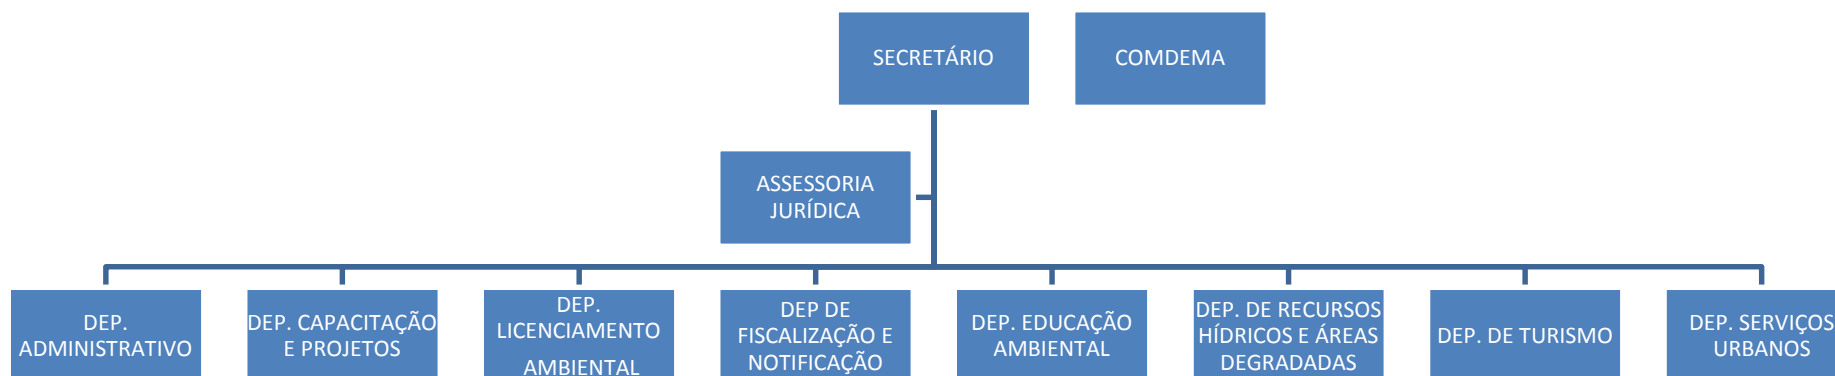 SECRETÁRIO
COMDEMA
ASSESSORIA
JURÍDICA
DEP.
ADMINISTRATIVO
DEP. CAPACITAÇÃO
E PROJETOS
DEP.
LICENCIAMENTO
AMBIENTAL
DEP DE
FISCALIZAÇÃO E
NOTIFICAÇÃO
DEP. EDUCAÇÃO
AMBIENTAL
DEP. DE RECURSOS
HÍDRICOS E ÁREAS
DEGRADADAS
DEP. DE TURISMO
DEP. SERVIÇOS
URBANOS